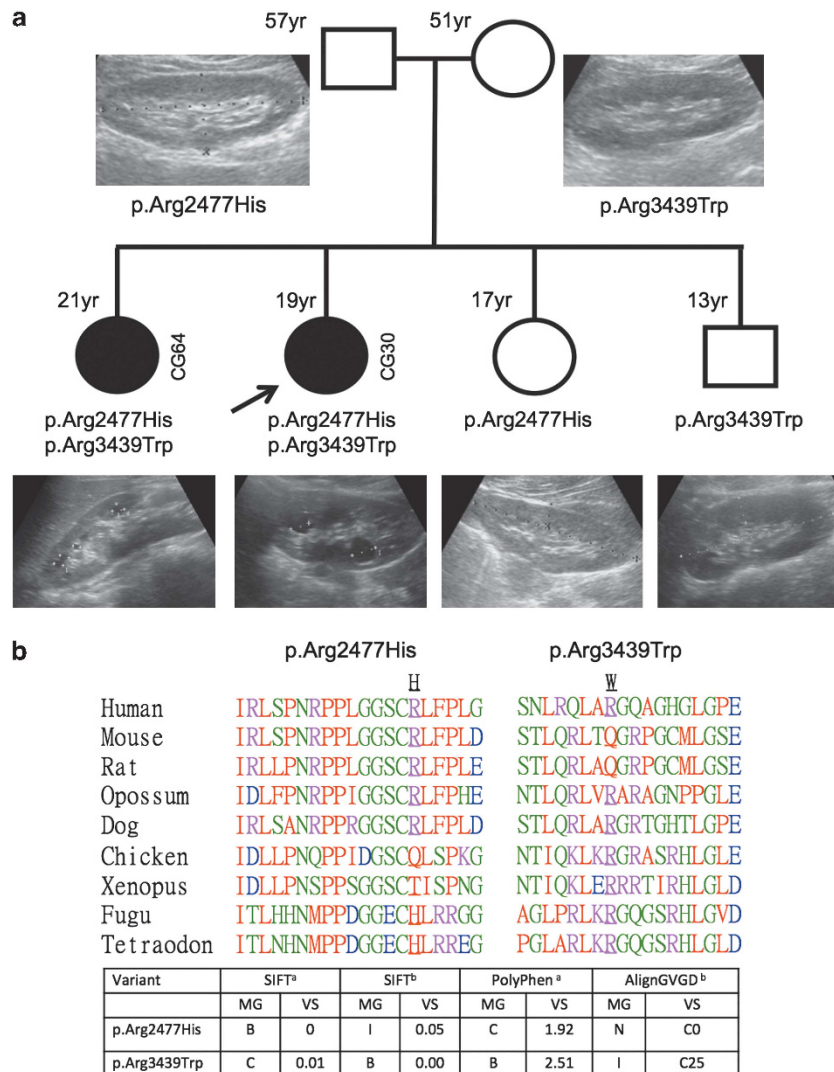 a
57yr 51yr
p.Arg2477His p.Arg3439Trp
21yr 19yr 17yr 13yr
CG64 CG30
p.Arg2477His p.Arg2477His p.Arg2477His p.Arg3439Trp
p.Arg3439Trp p.Arg3439Trp
b
p.Arg2477His p.Arg3439Trp
H W
Human IRLSPNRPPLGGSCRLFPLG SNLRQLARGQAGHGLGPE
Mouse IRLSPNRPPLGGSCRLFPLD STLQRLTQGRPGCMLGSE
Rat IRLLPNRPPLGGSCRLFPLE STLQRLAQGRPGCMLGSE
Opossum IDLFPNRPPIGGSCRLFPHE NTLQRLVRARAGNPPGLE
Dog IRLSANRPPRGGSCRLFPLD STLQRLARGRTGHTLGPE
Chicken IDLLPNQPPIDGSCQLSPKG NTIQKLKRGRASRHLGLE
Xenopus IDLLPNSPPSGGSCTISPNG NTIQKLERRRTIRHLGLD
Fugu ITLHHNMPPDGGECHLRRGG AGLPRLKRGQGSRHLGVD
Tetraodon ITLNHNMPPDGGECHLRREG PGLARLKRGQGSRHLGLD
Variant SIFTa SIFTb PolyPhen a AlignGVGD b
MG VS MG VS MG VS MG VS
p.Arg2477His B 0 I 0.05 C 1.92 N C0
p.Arg3439Trp C 0.01 B 0.00 B 2.51 I C25